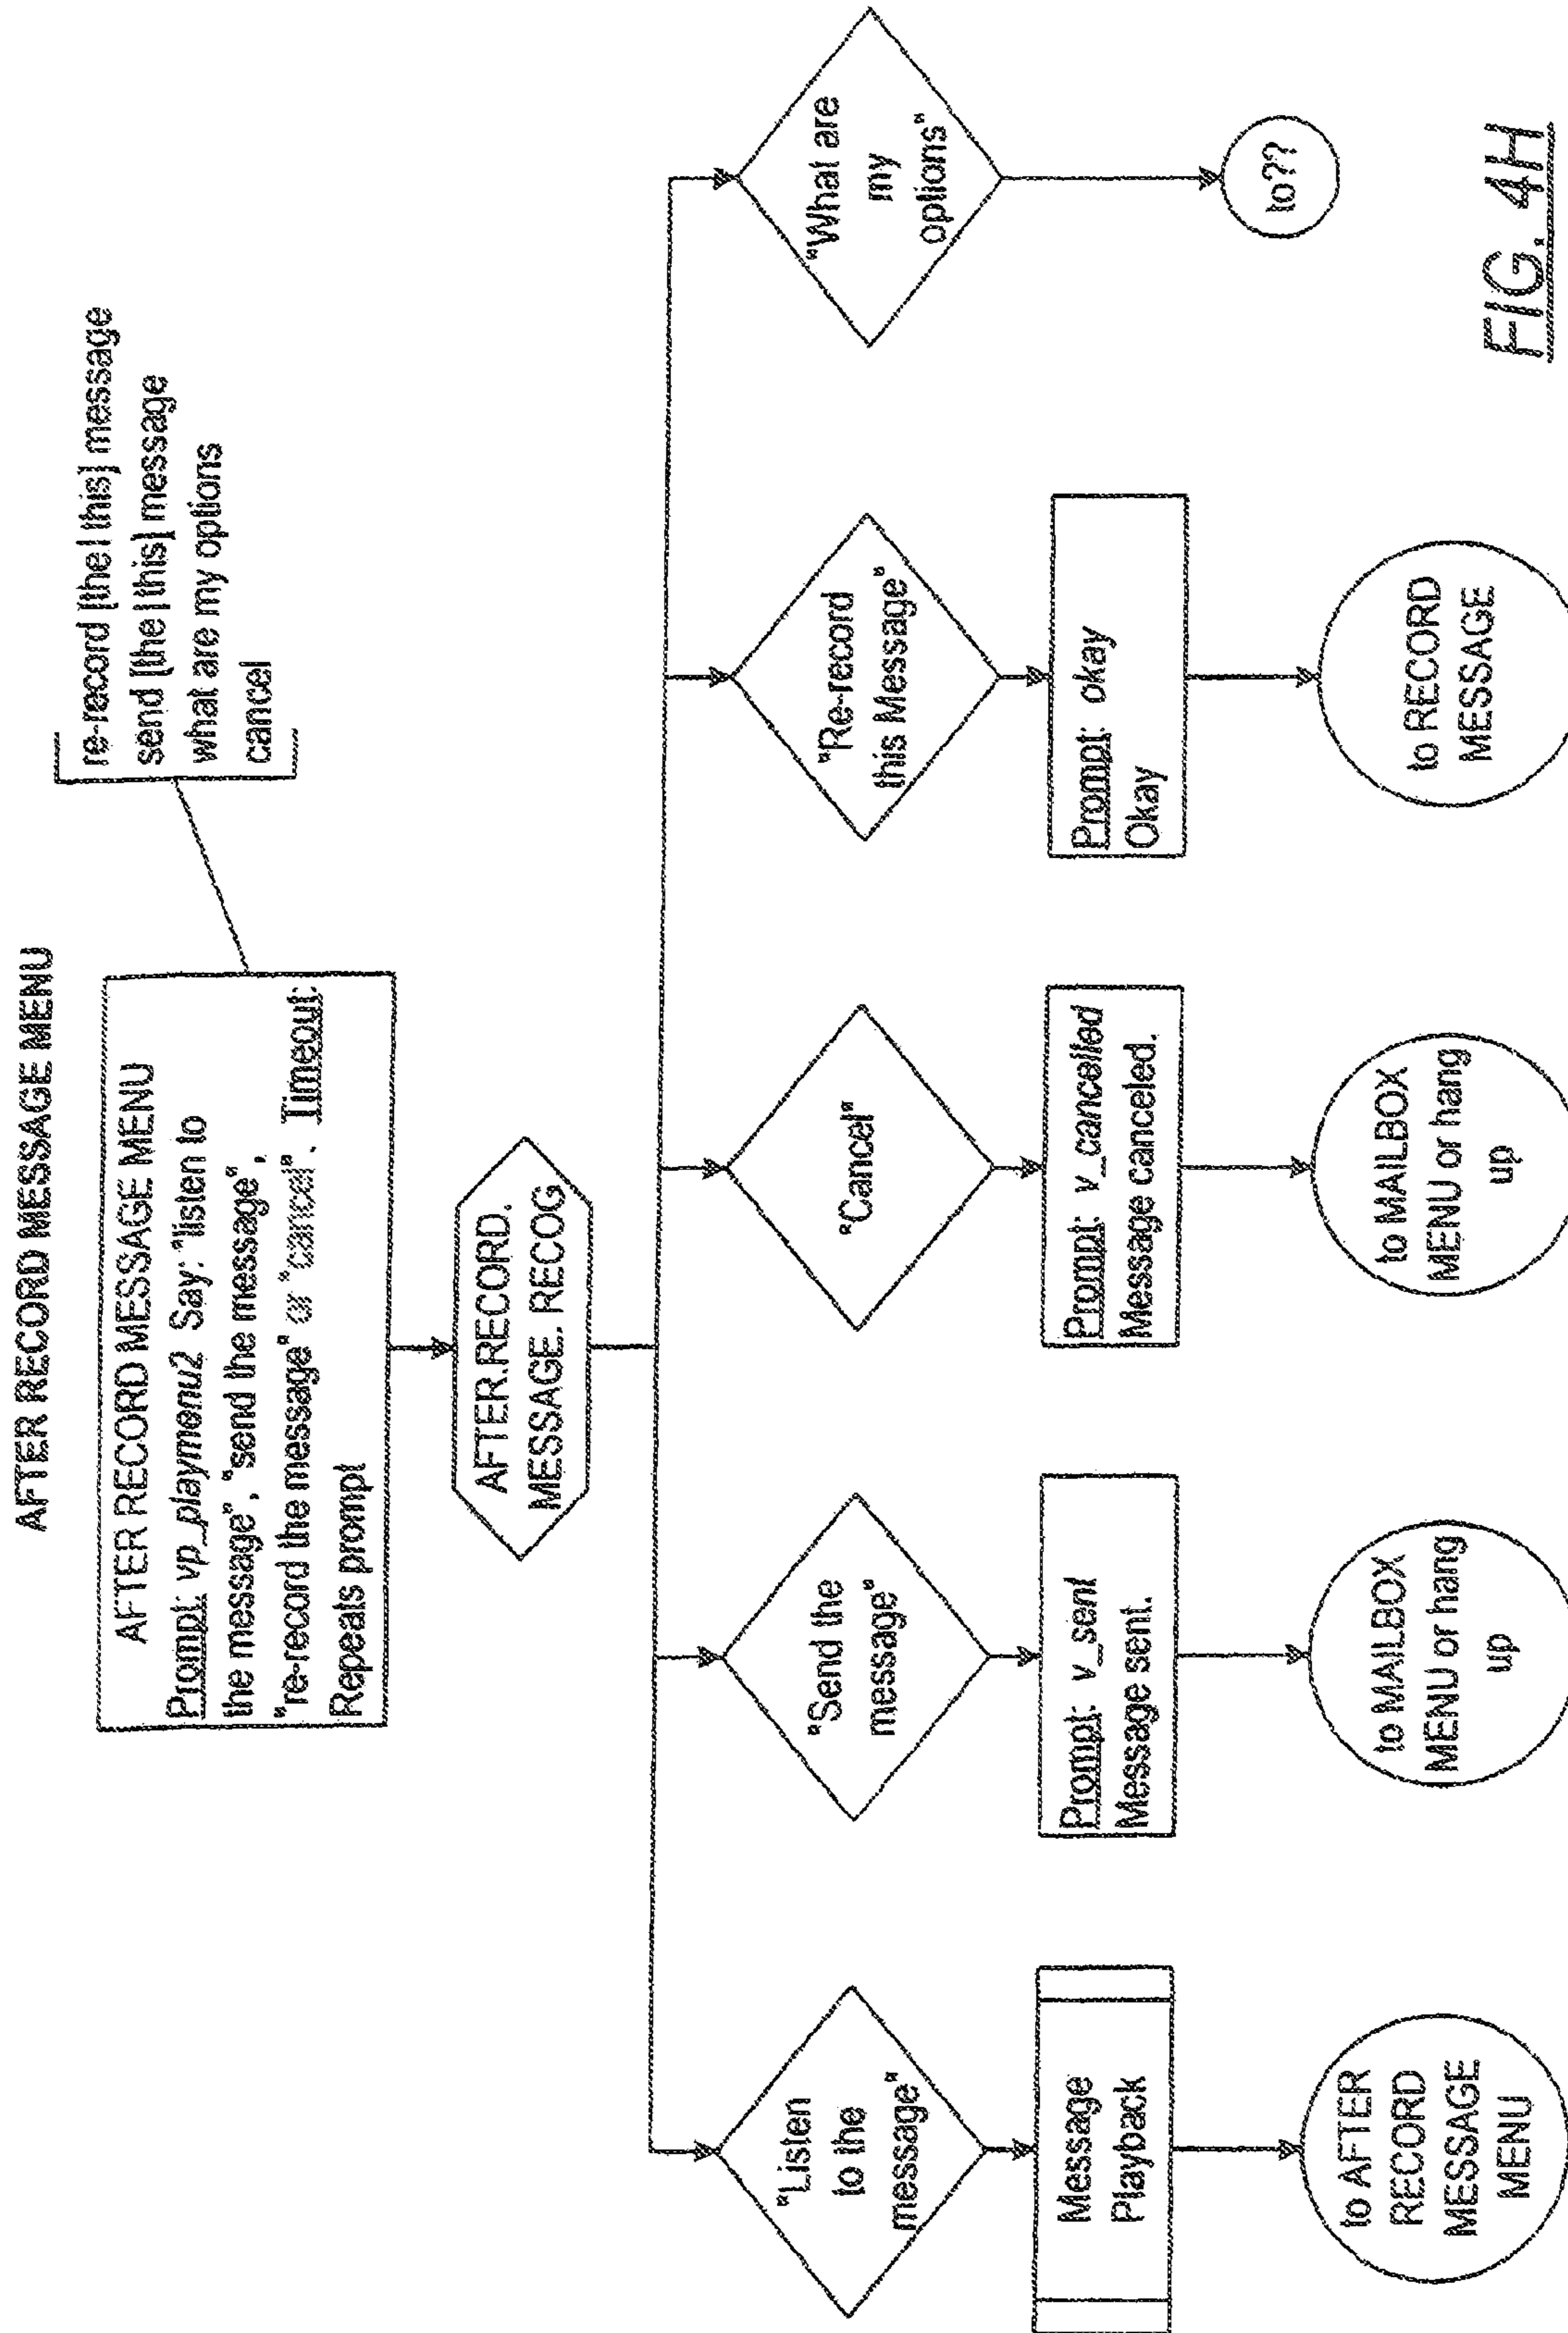 AFTER RECORD MESSAGE MENU
re-record [the | this] message
send [the | this] message
what are my options
cancel
AFTER RECORD MESSAGE MENU
Prompt: vp_playmenu2 Say: "listen to
the message", "send the message",
"re-record the message" or "cancel". Timeout:
Repeats prompt
AFTER.RECORD.
MESSAGE. RECOG
"Listen
to the
message"
Message
Playback
to AFTER
RECORD
MESSAGE
MENU
"Send the
message"
Prompt: v_sent
Message sent.
to MAILBOX
MENU or hang
up
"Cancel"
Prompt: v_cancelled
Message canceled.
to MAILBOX
MENU or hang
up
"Re-record
this Message"
Prompt: okay
Okay
to RECORD
MESSAGE
"What are
my
options"
to??
FIG. 4H